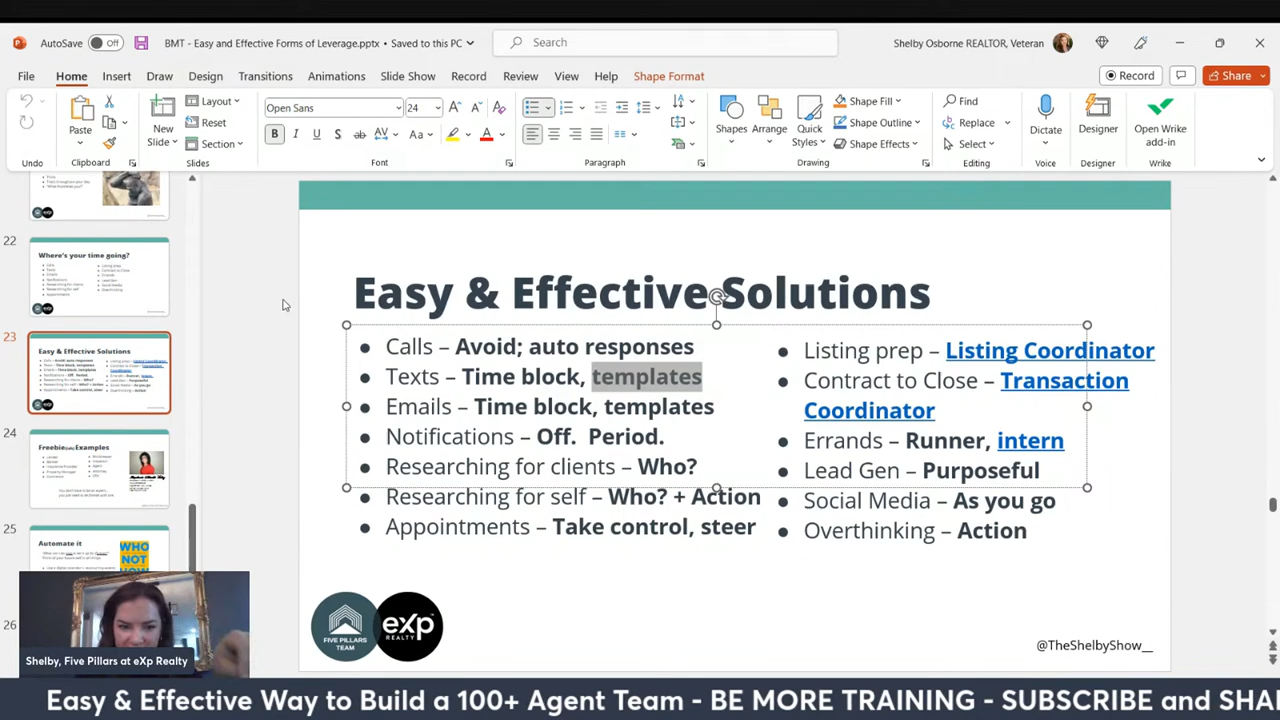 AutoSave Off BMT - Easy and Effective Forms of Leverage.pptx • Saved to this PC Search Shelby Osborne REALTOR, Veteran
File Home Insert Draw Design Transitions Animations Slide Show Record Review View Help Shape Format Record Share
Paste
New Slide
Layout
Reset
Section
Open Sans 24
B I U S ab AV Aa A
Shapes Arrange Quick Styles
Shape Fill
Shape Outline
Shape Effects
Find
Replace
Select
Dictate
Designer
Open Wrike add-in
Undo Clipboard Slides Font Paragraph Drawing Editing Voice Designer Wrike
22
Where's your time going?
23
Easy & Effective Solutions
24
Freebie Examples
25
Automate it
WHO
NOT
HOW
26
Easy & Effective Solutions
• Calls – Avoid; auto responses
Texts – Time block, templates
• Emails – Time block, templates
• Notifications – Off. Period.
• Researching for clients – Who?
• Researching for self – Who? + Action
• Appointments – Take control, steer
• Listing prep – Listing Coordinator
• Contract to Close – Transaction
Coordinator
• Errands – Runner, intern
• Lead Gen – Purposeful
• Social Media – As you go
• Overthinking – Action
FIVE PILLARS
TEAM
exp
REALTY
@TheShelbyShow__
Shelby, Five Pillars at eXp Realty
Easy & Effective Way to Build a 100+ Agent Team - BE MORE TRAINING - SUBSCRIBE and SHA